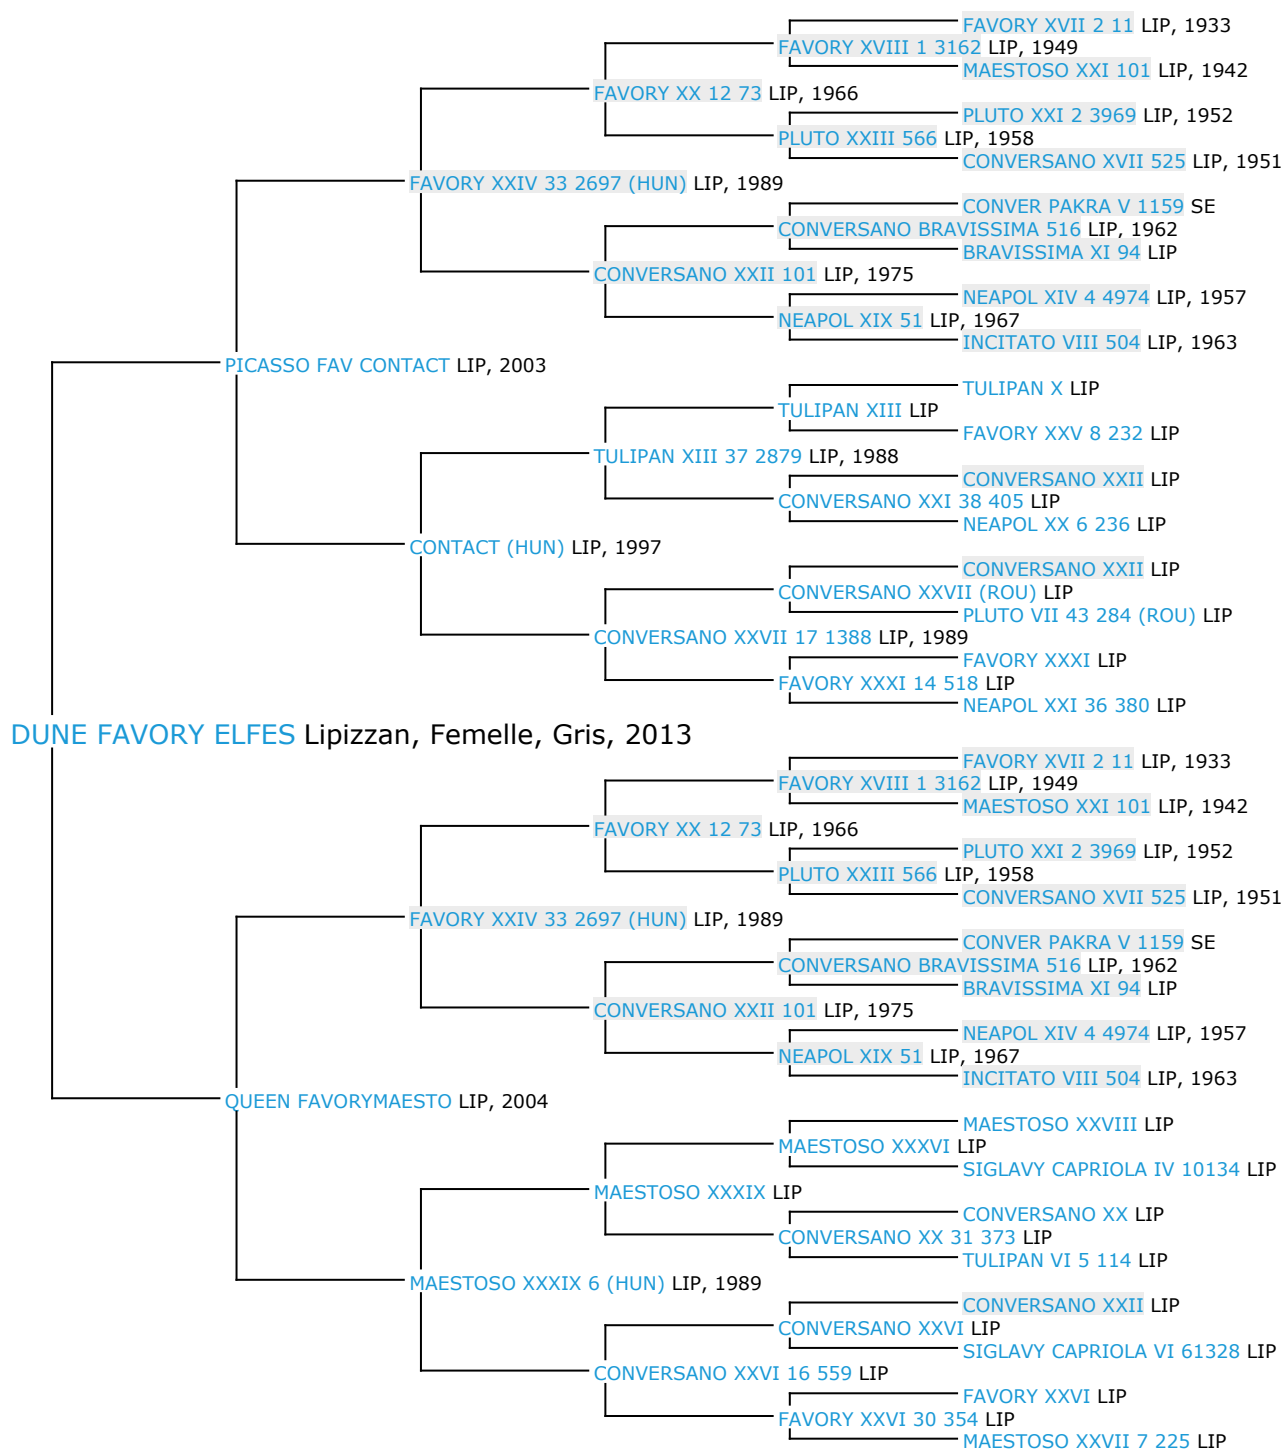 FAVORY XVII 2 11 LIP, 1933
FAVORY XVIII 1 3162 LIP, 1949
MAESTOSO XXI 101 LIP, 1942
FAVORY XX 12 73 LIP, 1966
PLUTO XXI 2 3969 LIP, 1952
PLUTO XXIII 566 LIP, 1958
CONVERSANO XVII 525 LIP, 1951
FAVORY XXIV 33 2697 (HUN) LIP, 1989
CONVER PAKRA V 1159 SE
CONVERSANO BRAVISSIMA 516 LIP, 1962
BRAVISSIMA XI 94 LIP
CONVERSANO XXII 101 LIP, 1975
NEAPOL XIV 4 4974 LIP, 1957
NEAPOL XIX 51 LIP, 1967
INCITATO VIII 504 LIP, 1963
PICASSO FAV CONTACT LIP, 2003
TULIPAN X LIP
TULIPAN XIII LIP
FAVORY XXV 8 232 LIP
TULIPAN XIII 37 2879 LIP, 1988
CONVERSANO XXII LIP
CONVERSANO XXI 38 405 LIP
NEAPOL XX 6 236 LIP
CONTACT (HUN) LIP, 1997
CONVERSANO XXII LIP
CONVERSANO XXVII (ROU) LIP
PLUTO VII 43 284 (ROU) LIP
CONVERSANO XXVII 17 1388 LIP, 1989
FAVORY XXXI LIP
FAVORY XXXI 14 518 LIP
NEAPOL XXI 36 380 LIP
DUNE FAVORY ELFES Lipizzan, Femelle, Gris, 2013
FAVORY XVII 2 11 LIP, 1933
FAVORY XVIII 1 3162 LIP, 1949
MAESTOSO XXI 101 LIP, 1942
FAVORY XX 12 73 LIP, 1966
PLUTO XXI 2 3969 LIP, 1952
PLUTO XXIII 566 LIP, 1958
CONVERSANO XVII 525 LIP, 1951
FAVORY XXIV 33 2697 (HUN) LIP, 1989
CONVER PAKRA V 1159 SE
CONVERSANO BRAVISSIMA 516 LIP, 1962
BRAVISSIMA XI 94 LIP
CONVERSANO XXII 101 LIP, 1975
NEAPOL XIV 4 4974 LIP, 1957
NEAPOL XIX 51 LIP, 1967
INCITATO VIII 504 LIP, 1963
QUEEN FAVORYMAESTO LIP, 2004
MAESTOSO XXVIII LIP
MAESTOSO XXXVI LIP
SIGLAVY CAPRIOLA IV 10134 LIP
MAESTOSO XXXIX LIP
CONVERSANO XX LIP
CONVERSANO XX 31 373 LIP
TULIPAN VI 5 114 LIP
MAESTOSO XXXIX 6 (HUN) LIP, 1989
CONVERSANO XXII LIP
CONVERSANO XXVI LIP
SIGLAVY CAPRIOLA VI 61328 LIP
CONVERSANO XXVI 16 559 LIP
FAVORY XXVI LIP
FAVORY XXVI 30 354 LIP
MAESTOSO XXVII 7 225 LIP